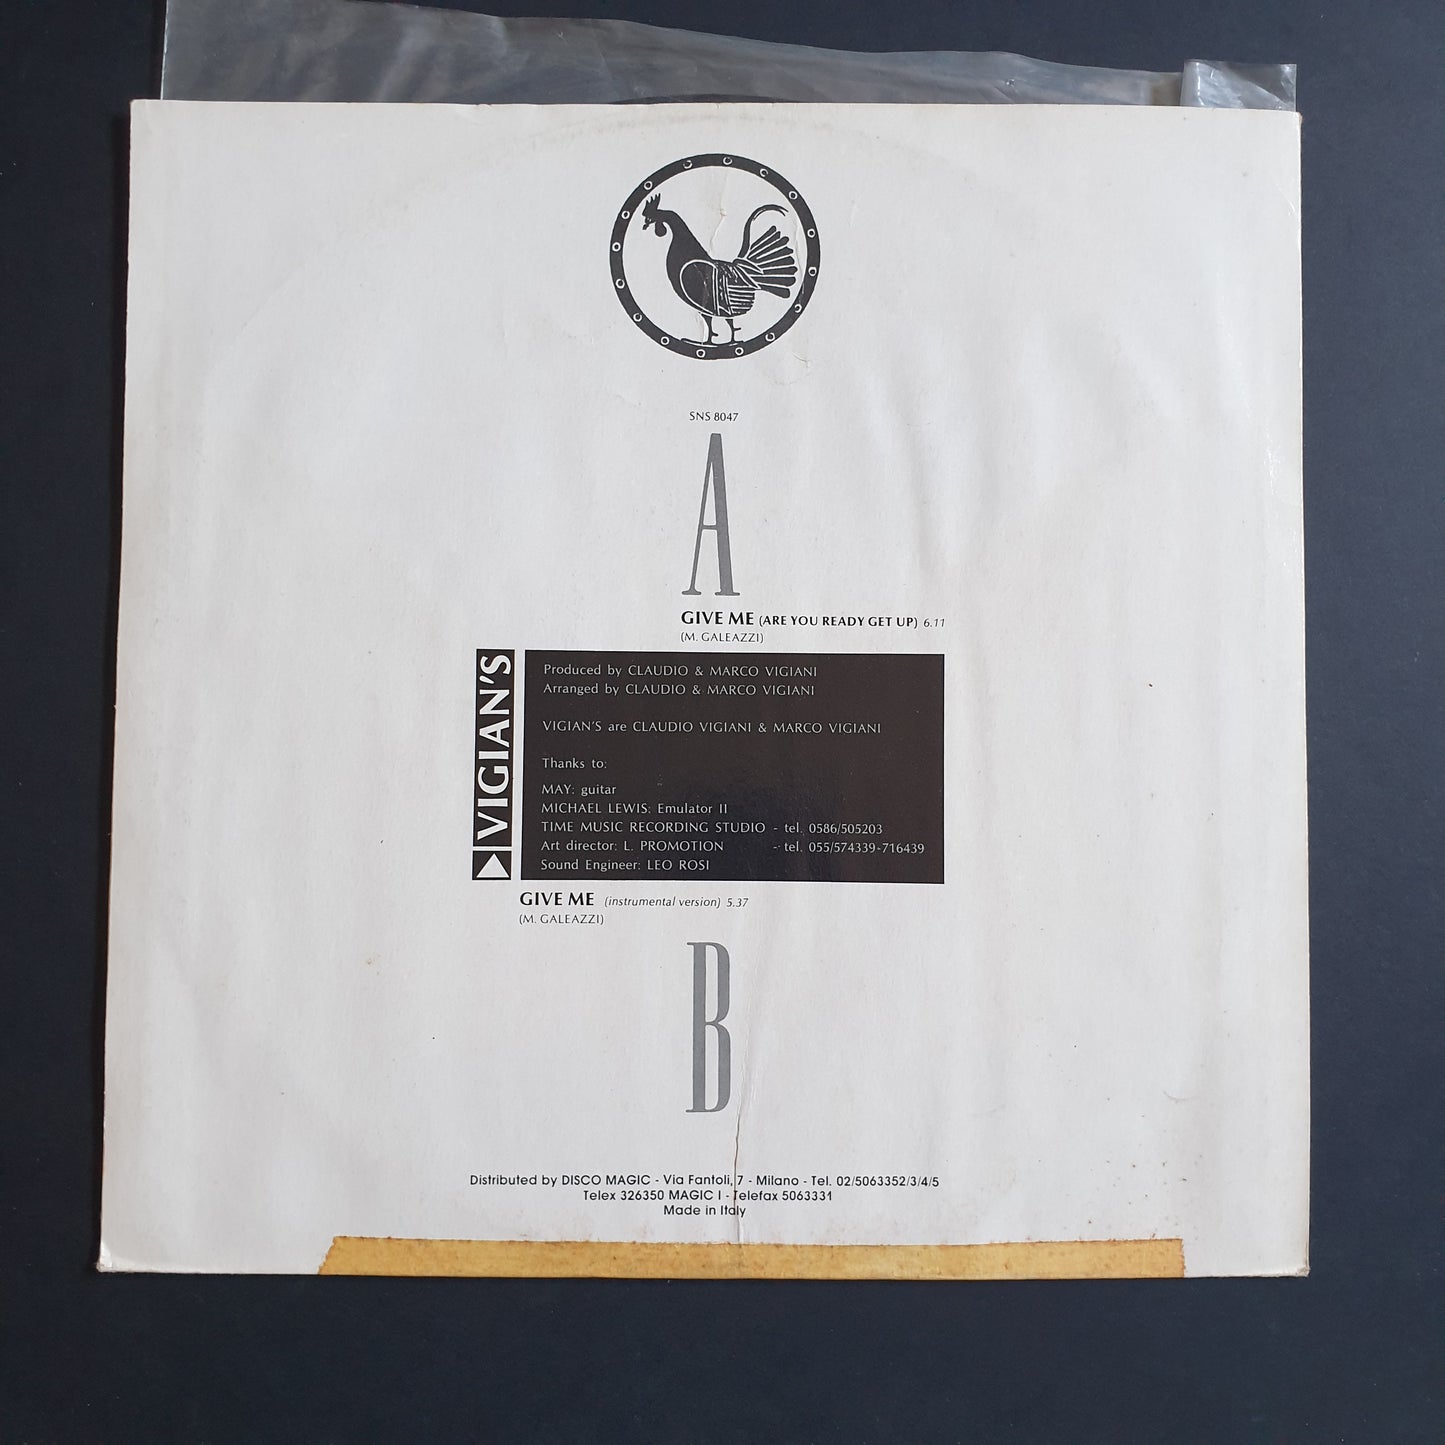 SNS 8047
A
GIVE ME (ARE YOU READY GET UP) 6.11
(M. GALEAZZI)
VIGIAN'S
Produced by CLAUDIO & MARCO VIGIANI
Arranged by CLAUDIO & MARCO VIGIANI
VIGIAN'S are CLAUDIO VIGIANI & MARCO VIGIANI
Thanks to:
MAY: guitar
MICHAEL LEWIS: Emulator II
TIME MUSIC RECORDING STUDIO - tel. 0586/505203
Art director: L. PROMOTION - tel. 055/574339-716439
Sound Engineer: LEO ROSI
GIVE ME (instrumental version) 5.37
(M. GALEAZZI)
B
Distributed by DISCO MAGIC - Via Fantoli, 7 - Milano - Tel. 02/5063352/3/4/5
Telex 326350 MAGIC I - Telefax 5063331
Made in Italy